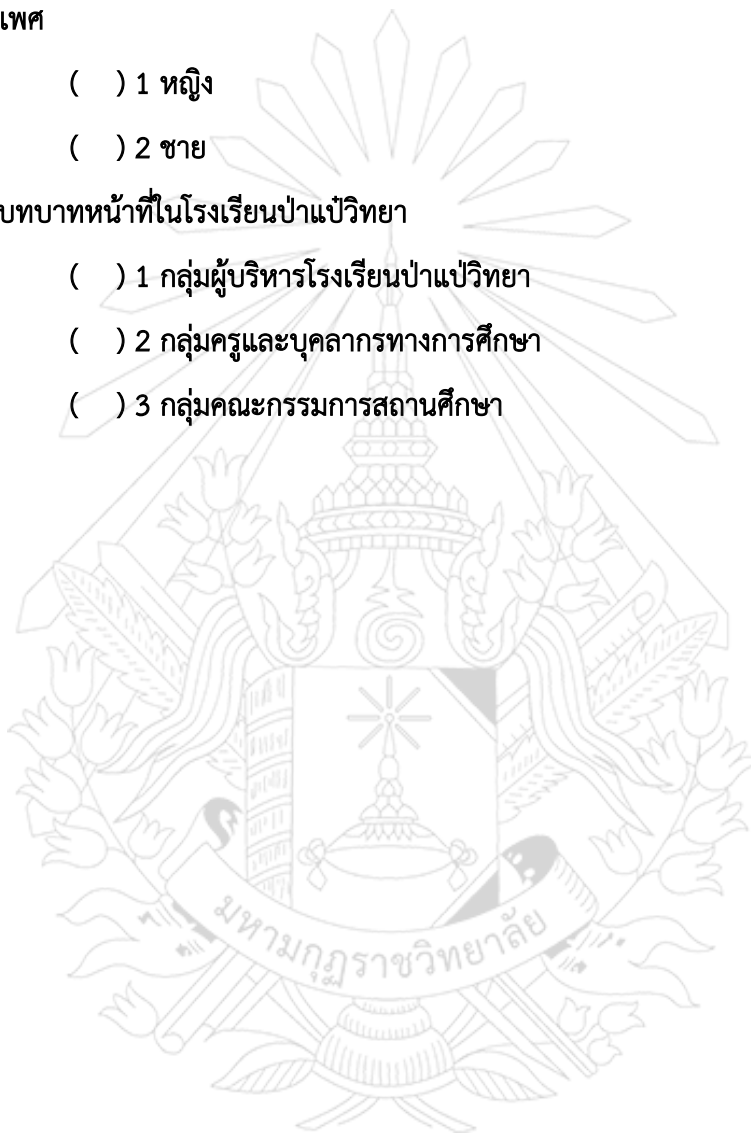 เพศ
( ) 1 หญิง
( ) 2 ชาย
บทบาทหน้าที่ในโรงเรียนป่าแป๋วิทยา
( ) 1 กลุ่มผู้บริหารโรงเรียนป่าแป่วิทยา
( ) 2 กลุ่มครูและบุคลากรทางการศึกษา
( ) 3 กลุ่มคณะกรรมการสถานศึกษา
มหามกุฏราชวิทยาลัย